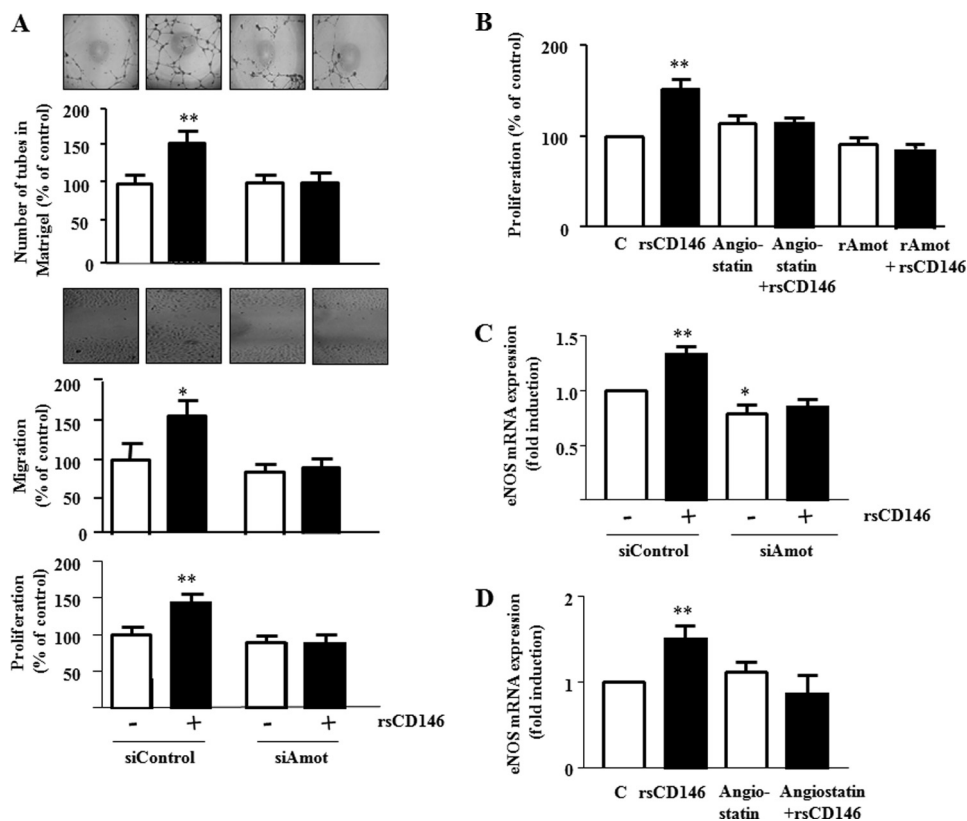 A
200
150
100
50
0
Number of tubes in
Matrigel (% of control)
**
200
150
100
50
0
Migration
(% of control)
*
200
150
100
50
Proliferation
(% of control)
**
-
+
-
+
rsCD146
siControl
siAmot
B
200
100
0
Proliferation (% of control)
**
C
rsCD146
Angio-
statin
Angio-
statin
+rsCD146
rAmot
rAmot
+ rsCD146
C
1.5
1.0
0.5
eNOS mRNA expression
(fold induction)
**
*
-
+
-
+
rsCD146
siControl
siAmot
D
2
1
0
eNOS mRNA expression
(fold induction)
**
C
rsCD146
Angio-
statin
Angiostatin
+rsCD146